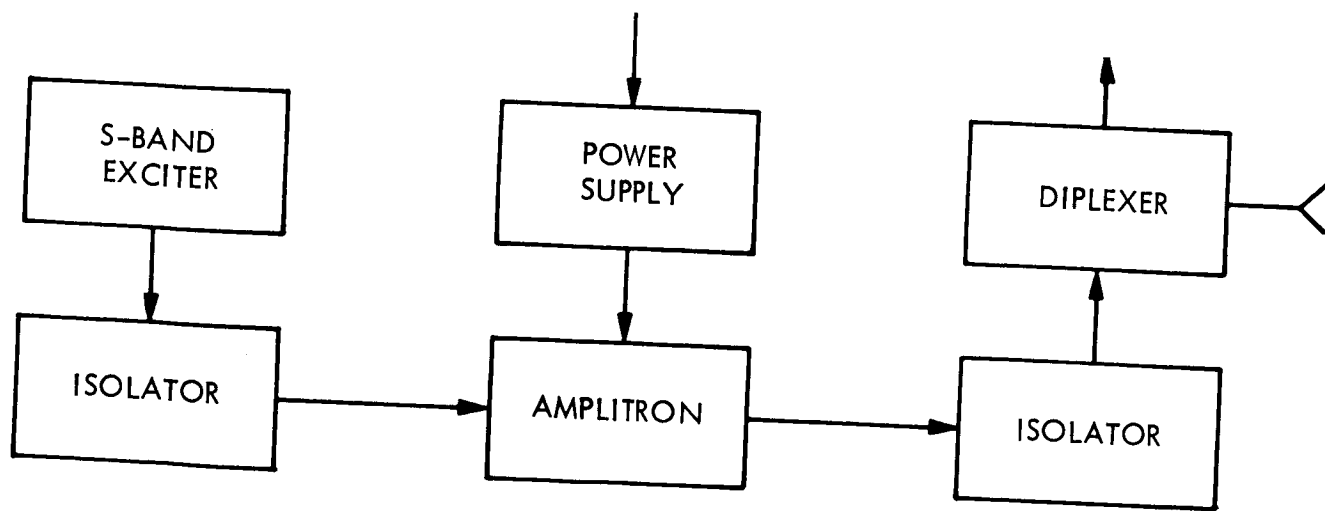 S-BAND
EXCITER
POWER
SUPPLY
DIPLEXER
ISOLATOR
AMPLITRON
ISOLATOR